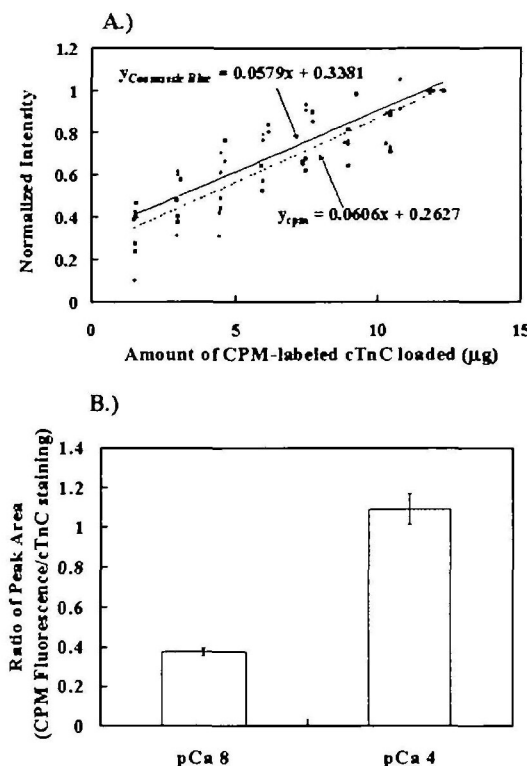 A.)
1.2
1
0.8
0.6
0.4
0.2
0
Normalized Intensity
yCoomassie Blue = 0.0579x + 0.3381
ycpm = 0.0606x + 0.2627
0 5 10 15
Amount of CPM-labeled cTnC loaded (μg)
B.)
1.4
1.2
1
0.8
0.6
0.4
0.2
0
Ratio of Peak Area
(CPM Fluorescence/cTnC staining)
pCa 8 pCa 4